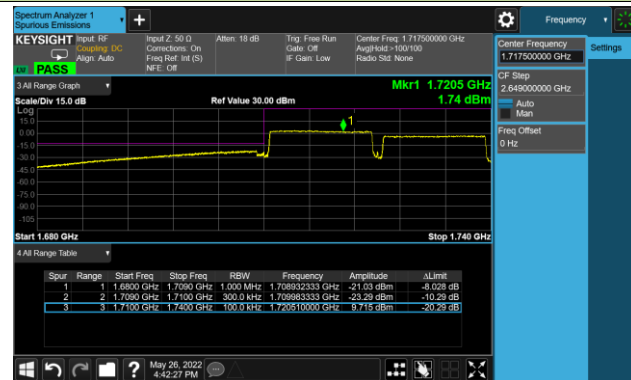 Spectrum Analyzer 1
Spurious Emissions
Frequency
KEYSIGHT Input: RF
Coupling: DC
Align: Auto
Input Z: 50 Ω
Corrections: On
Freq Ref: Int (S)
NFE: Off
Atten: 18 dB
Trig: Free Run
Gate: Off
IF Gain: Low
Center Freq: 1.717500000 GHz
Avg|Hold:>100/100
Radio Std: None
PASS
Center Frequency
1.717500000 GHz
Settings
CF Step
2.649000000 GHz
Auto
Man
Freq Offset
0 Hz
3 All Range Graph
Mkr1 1.7205 GHz
Scale/Div 15.0 dB
Ref Value 30.00 dBm
1.74 dBm
Log
15.0
0.00
-15.0
-30.0
-45.0
-60.0
-75.0
-90.0
-105
1
Start 1.680 GHz
Stop 1.740 GHz
4 All Range Table
Spur Range Start Freq Stop Freq RBW Frequency Amplitude ΔLimit
1 1 1.6800 GHz 1.7090 GHz 1.000 MHz 1.708932333 GHz -21.03 dBm -8.028 dB
2 2 1.7090 GHz 1.7100 GHz 300.0 kHz 1.709983333 GHz -23.29 dBm -10.29 dB
3 3 1.7100 GHz 1.7400 GHz 100.0 kHz 1.720510000 GHz 9.715 dBm -20.29 dB
May 26, 2022
4:42:27 PM